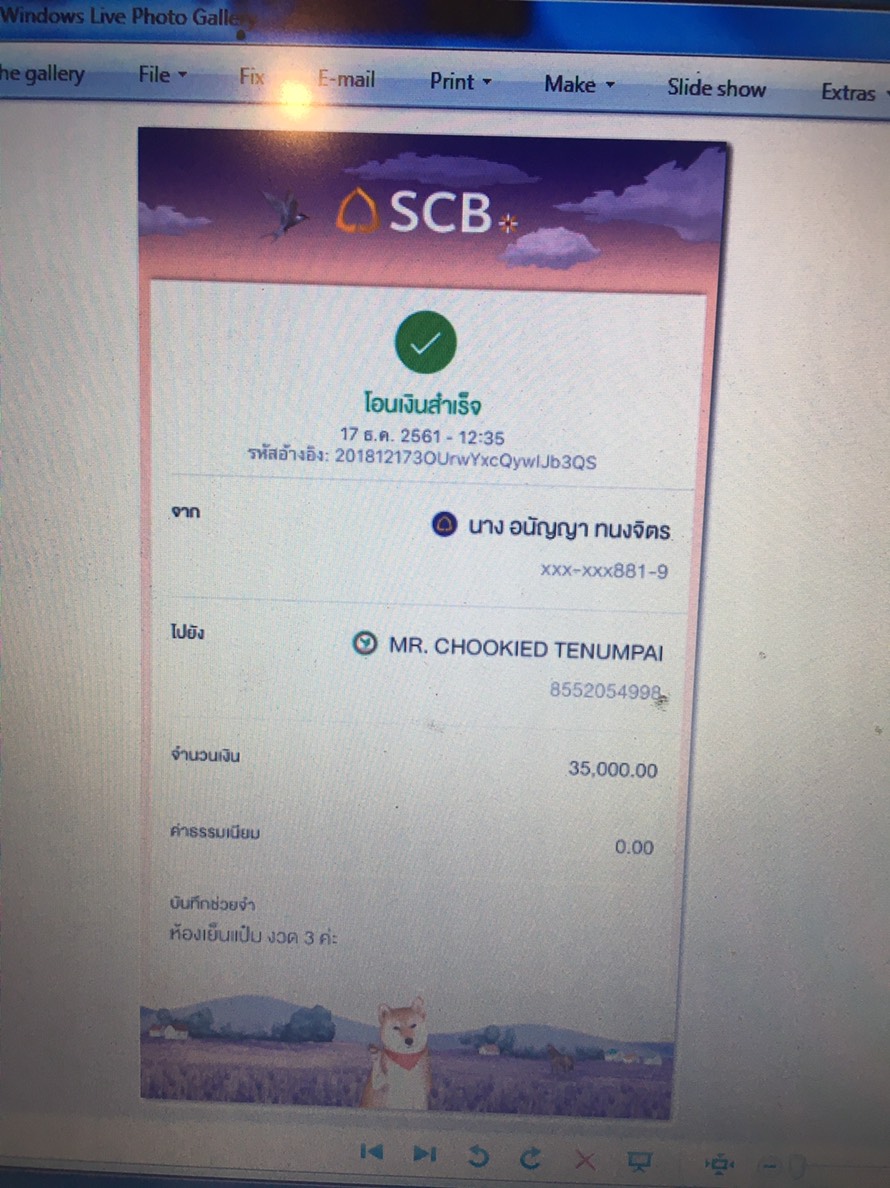 Windows Live Photo Gallery
he gallery File Fix E-mail Print Make Slide show Extras
SCB
โอนเงินสำเร็จ
17 ธ.ค. 2561 - 12:35
รหัสอ้างอิง: 201812173OUrwYxcQywIJb3QS
จาก
นาง อนัญญา ทนงจิตร
xxx-xxx881-9
ไปยัง
MR. CHOOKIED TENUMPAI
8552054998
จำนวนเงิน
35,000.00
ค่าธรรมเนียม
0.00
บันทึกช่วยจำ
ห้องเย็นแป๋ม งวด 3 ค่ะ